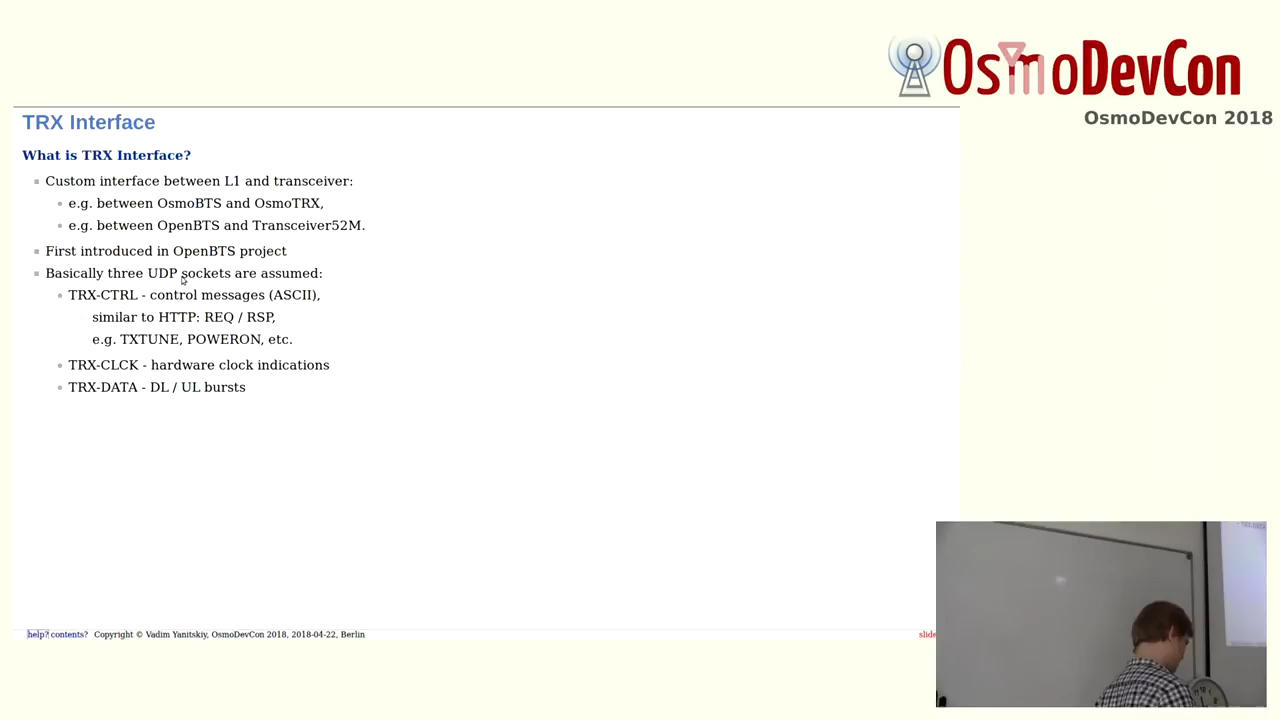 OsmoDevCon
OsmoDevCon 2018
TRX Interface
What is TRX Interface?
Custom interface between L1 and transceiver:
e.g. between OsmoBTS and OsmoTRX,
e.g. between OpenBTS and Transceiver52M.
First introduced in OpenBTS project
Basically three UDP sockets are assumed:
TRX-CTRL - control messages (ASCII),
similar to HTTP: REQ / RSP,
e.g. TXTUNE, POWERON, etc.
TRX-CLCK - hardware clock indications
TRX-DATA - DL / UL bursts
help? contents? Copyright © Vadim Yanitskiy, OsmoDevCon 2018, 2018-04-22, Berlin
slide